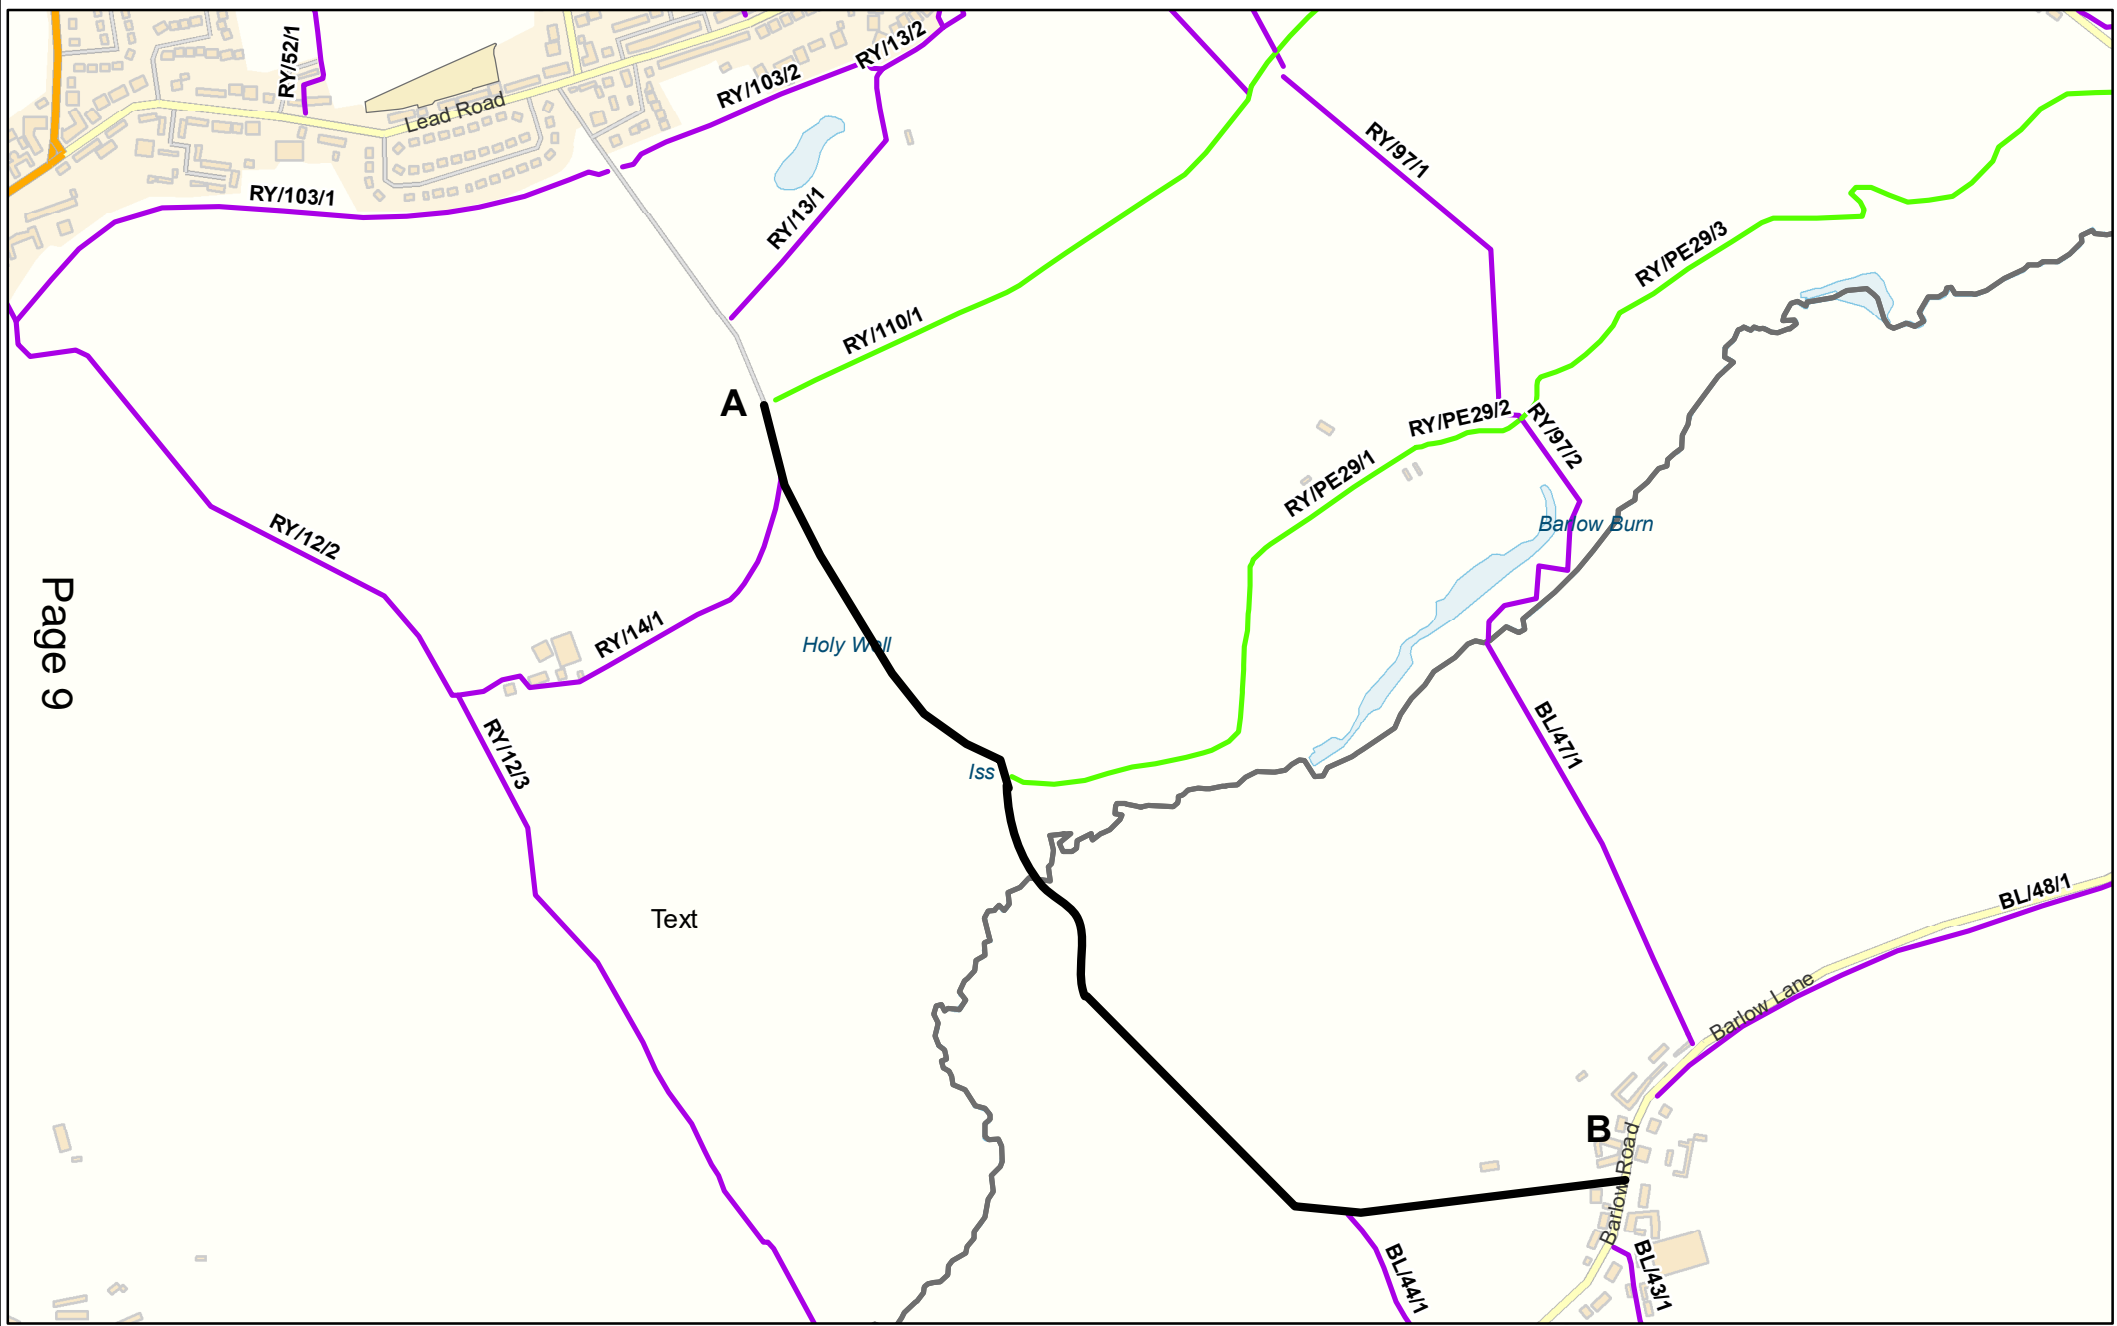 RY/52/1
RY/13/2
RY/103/2
Lead Road
RY/97/1
RY/103/1
RY/13/1
RY/PE29/3
RY/110/1
A
RY/PE29/2
RY/97/2
RY/PE29/1
RY/12/2
Barlow Burn
Page 9
RY/14/1
Holy Well
RY/12/3
BL/47/1
Iss
BL/48/1
Text
Barlow Lane
B
Barlow Road
BL/44/1
BL/43/1